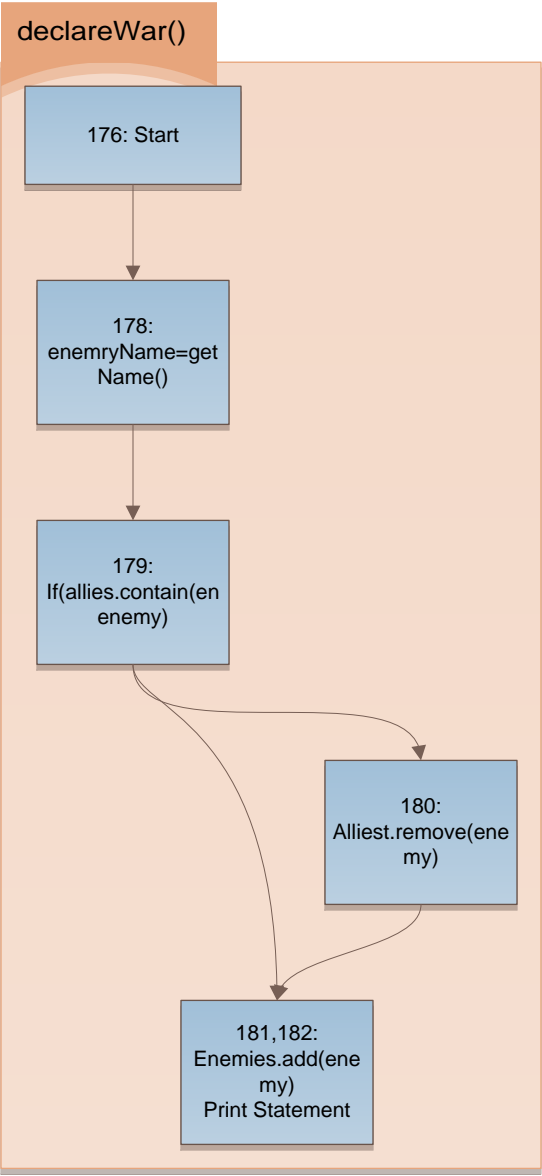 declareWar()
176: Start
178:
enemryName=get
Name()
179:
If(allies.contain(en
enemy)
180:
Alliest.remove(ene
my)
181,182:
Enemies.add(ene
my)
Print Statement